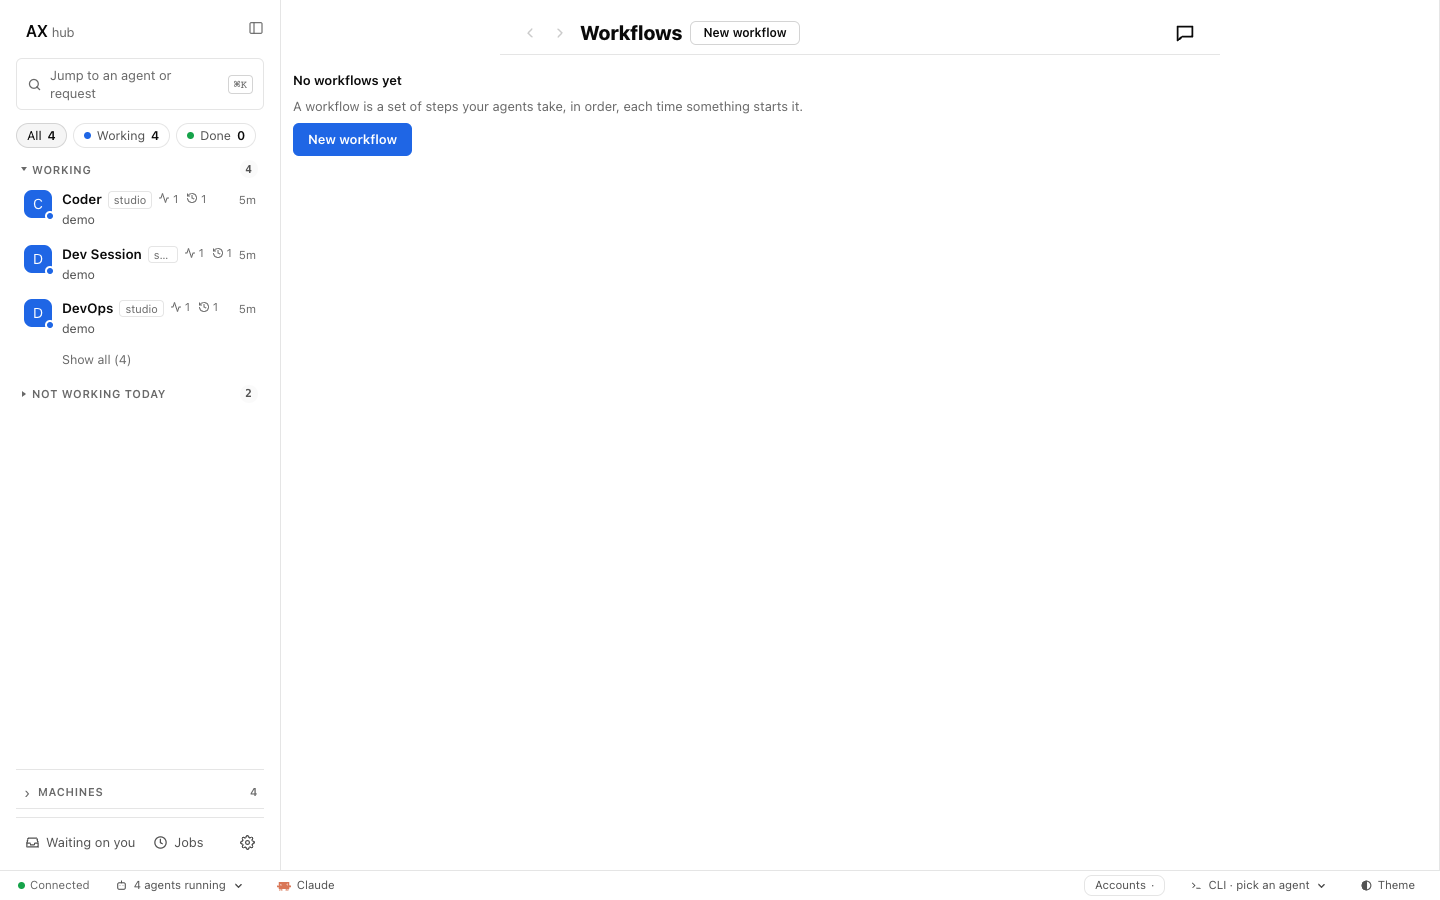 AX hub
Jump to an agent or
request
⌘K
All 4
Working 4
Done 0
WORKING 4
Coder studio 1 1 5m
demo
Dev Session s... 1 1 5m
demo
DevOps studio 1 1 5m
demo
Show all (4)
NOT WORKING TODAY 2
MACHINES 4
Waiting on you
Jobs
Workflows
New workflow
No workflows yet
A workflow is a set of steps your agents take, in order, each time something starts it.
New workflow
Connected
4 agents running
Claude
Accounts ·
CLI · pick an agent
Theme